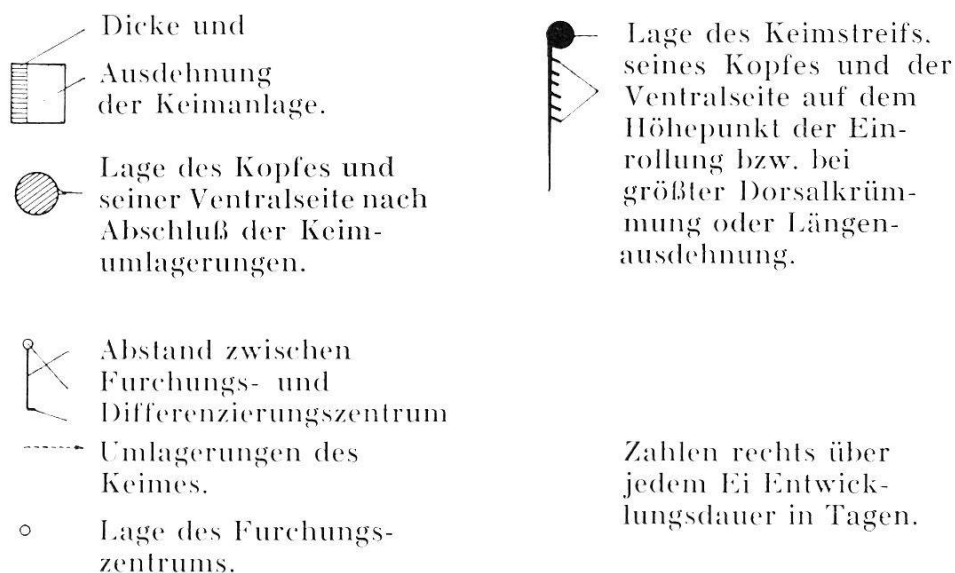 Dicke und
Ausdehnung
der Keimanlage.
Lage des Kopfes und
seiner Ventralseite nach
Abschluß der Keim-
umlagerungen.
Abstand zwischen
Furchungs- und
Differenzierungszentrum
Umlagerungen des
Keimes.
Lage des Furchungs-
zentrums.
Lage des Keimstreifs,
seines Kopfes und der
Ventralseite auf dem
Höhepunkt der Ein-
rollung bzw. bei
größter Dorsalkrüm-
mung oder Längen-
ausdehnung.
Zahlen rechts über
jedem Ei Entwick-
lungsdauer in Tagen.